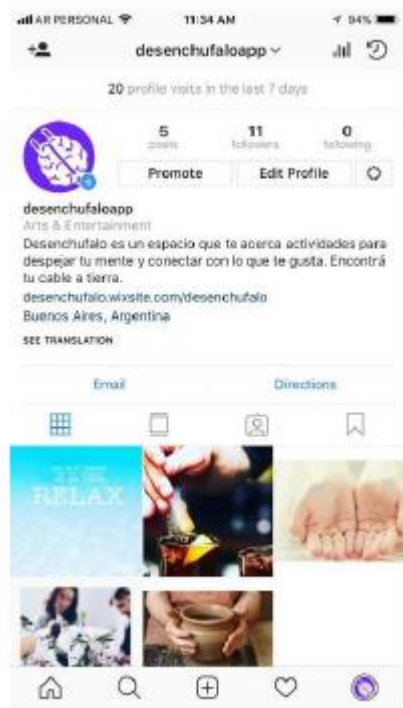 AR PERSONAL 11:34 AM 94%
desenchufaloapp
20 profile visits in the last 7 days
5 11 0
posts followers following
Promote Edit Profile
desenchufaloapp
Arts & Entertainment
Desenchufalo es un espacio que te acerca actividades para
despejar tu mente y conectar con lo que te gusta. Encontrá
tu cable a tierra.
desenchufalo.wixsite.com/desenchufalo
Buenos Aires, Argentina
SEE TRANSLATION
Email Directions
RELAX